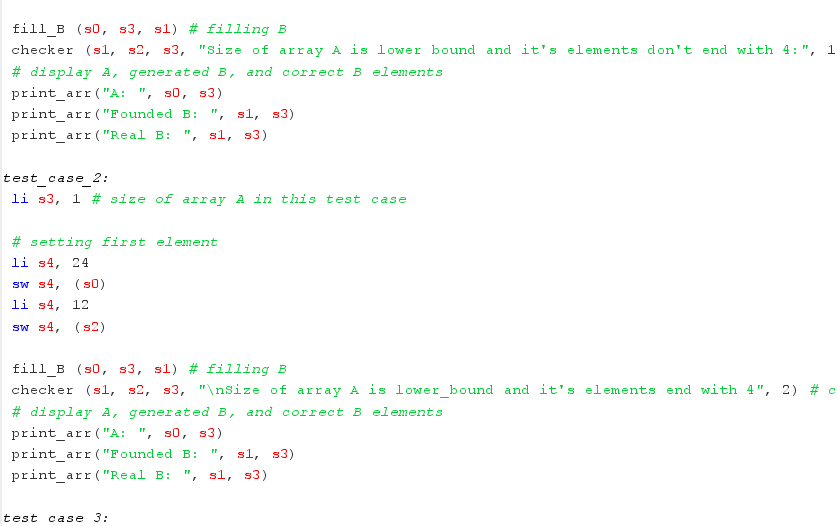 fill_B (s0, s3, s1) # filling B
checker (s1, s2, s3, "Size of array A is lower bound and it's elements don't end with 4:", 1
# display A, generated B, and correct B elements
print_arr("A: ", s0, s3)
print_arr("Founded B: ", s1, s3)
print_arr("Real B: ", s1, s3)
test_case_2:
li s3, 1 # size of array A in this test case
# setting first element
li s4, 24
sw s4, (s0)
li s4, 12
sw s4, (s2)
fill_B (s0, s3, s1) # filling B
checker (s1, s2, s3, "\nSize of array A is lower_bound and it's elements end with 4", 2) # c
# display A, generated B, and correct B elements
print_arr("A: ", s0, s3)
print_arr("Founded B: ", s1, s3)
print_arr("Real B: ", s1, s3)
test_case_3: